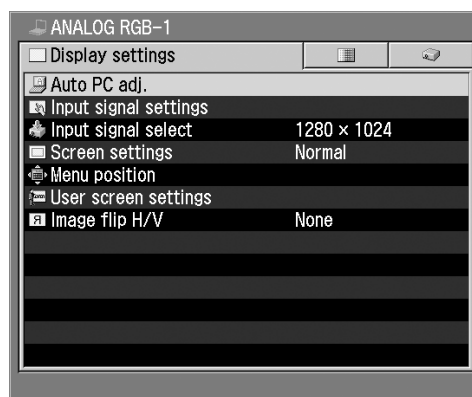 ANALOG RGB-1
Display settings
Auto PC adj.
Input signal settings
Input signal select 1280 × 1024
Screen settings Normal
Menu position
User screen settings
Image flip H/V None